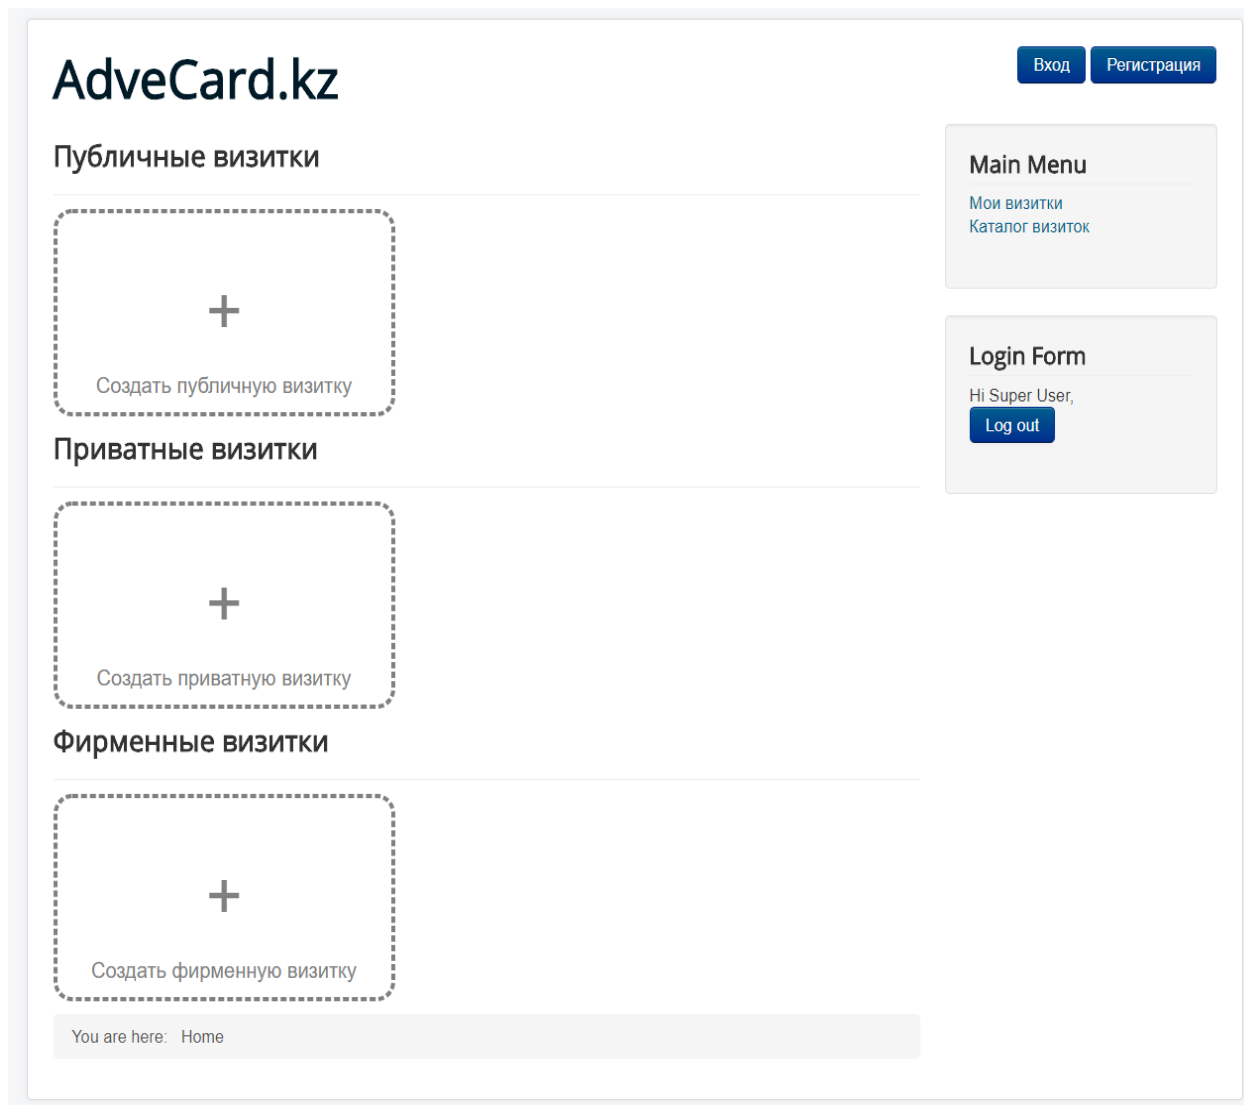 AdveCard.kz
Вход
Регистрация
Публичные визитки
+
Создать публичную визитку
Приватные визитки
+
Создать приватную визитку
Фирменные визитки
+
Создать фирменную визитку
You are here: Home
Main Menu
Мои визитки
Каталог визиток
Login Form
Hi Super User,
Log out